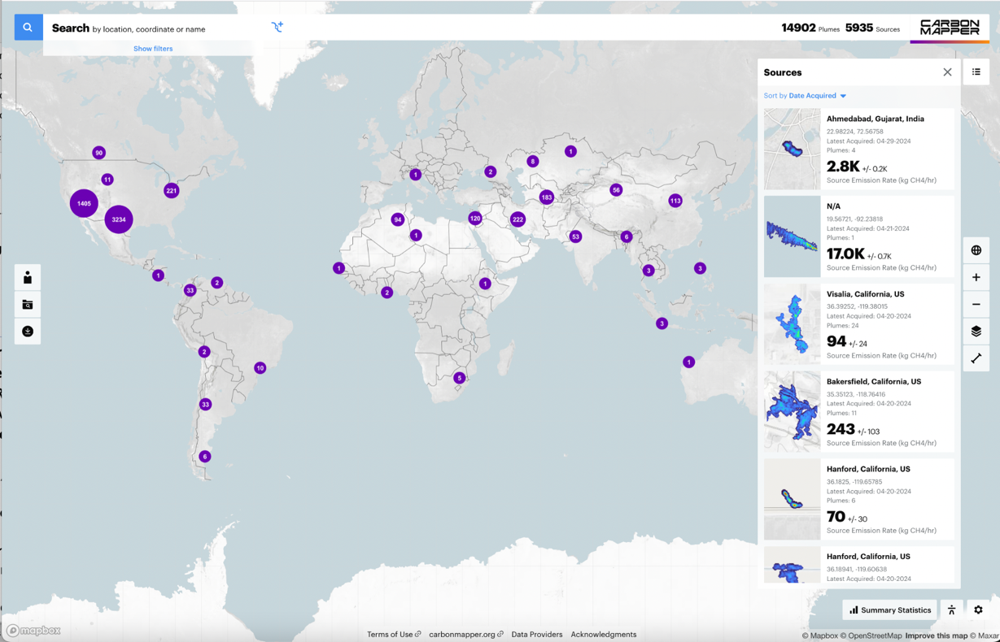 Search by location, coordinate or name
14902 Plumes 5935 Sources
CARBON
MAPPER
Show filters
Sources
Sort by Date Acquired
Ahmedabad, Gujarat, India
22.98224, 72.56758
Latest Acquired: 04-29-2024
Plumes: 4
2.8K +/- 0.2K
Source Emission Rate (kg CH4/hr)
N/A
19.56721, -92.23818
Latest Acquired: 04-21-2024
Plumes: 1
17.0K +/- 0.7K
Source Emission Rate (kg CH4/hr)
Visalia, California, US
36.39252, -119.38015
Latest Acquired: 04-20-2024
Plumes: 24
94 +/- 24
Source Emission Rate (kg CH4/hr)
Bakersfield, California, US
35.35123, -118.76416
Latest Acquired: 04-20-2024
Plumes: 11
243 +/- 103
Source Emission Rate (kg CH4/hr)
Hanford, California, US
36.1825, -119.65785
Latest Acquired: 04-20-2024
Plumes: 6
70 +/- 30
Source Emission Rate (kg CH4/hr)
Hanford, California, US
36.18941, -119.60638
Latest Acquired: 04-20-2024
90
1
8
11
1
2
221
56
183
113
1405
3234
94
120
222
1
53
6
1
3
3
1
33
2
2
1
3
2
1
10
5
33
6
Summary Statistics
mapbox
Terms of Use carbonmapper.org Data Providers Acknowledgments
© Mapbox © OpenStreetMap Improve this map © Maxar